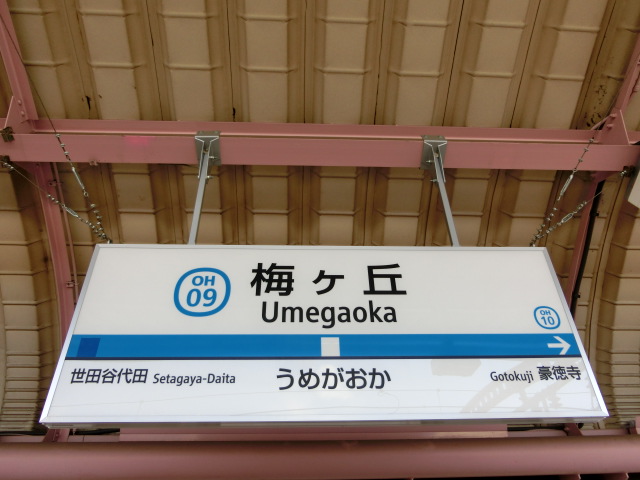 OH
09
梅ヶ丘
Umegaoka
OH
10
世田谷代田 Setagaya-Daita
うめがおか
Gotokuji 豪徳寺